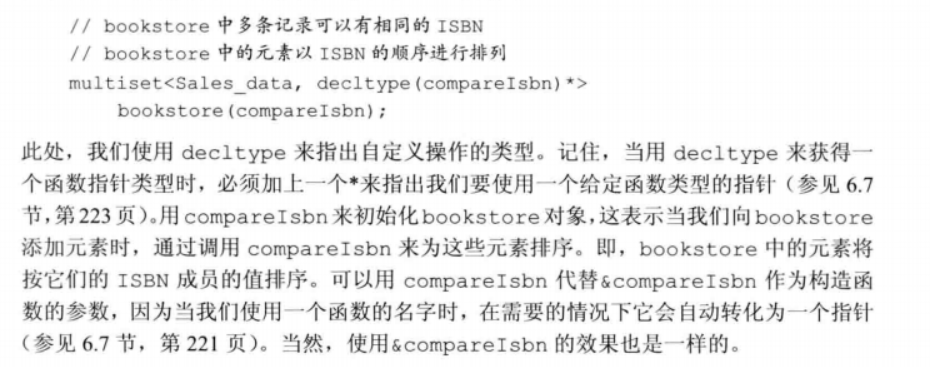 // bookstore 中多条记录可以有相同的 ISBN
// bookstore 中的元素以 ISBN 的顺序进行排列
multiset<Sales_data, decltype(compareIsbn)*>
bookstore(compareIsbn);
此处，我们使用 decltype 来指出自定义操作的类型。记住，当用 decltype 来获得一
个函数指针类型时，必须加上一个*来指出我们要使用一个给定函数类型的指针（参见 6.7
节，第 223 页）。用 compareIsbn 来初始化 bookstore 对象，这表示当我们向 bookstore
添加元素时，通过调用 compareIsbn 来为这些元素排序。即，bookstore 中的元素将
按它们的 ISBN 成员的值排序。可以用 compareIsbn 代替&compareIsbn 作为构造函
数的参数，因为当我们使用一个函数的名字时，在需要的情况下它会自动转化为一个指针
（参见 6.7 节，第 221 页）。当然，使用&compareIsbn 的效果也是一样的。